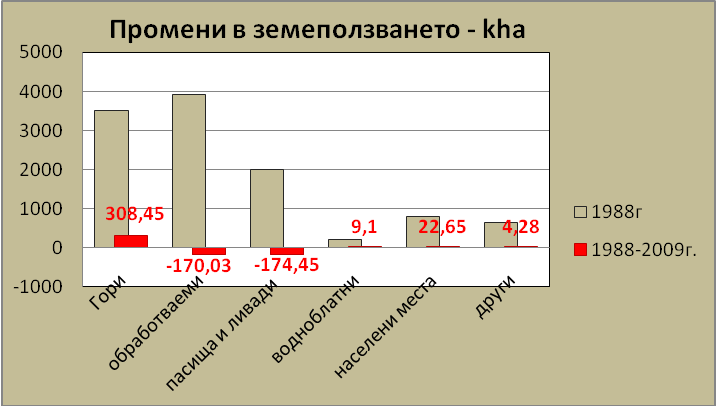 Промени в земеползването - kha
5000
4000
3000
2000
1000
0
-1000
308,45
-170,03
-174,45
9,1
22,65
4,28
Гори
обработваеми
пасища и ливади
водноблатни
населени места
други
1988г
1988-2009г.